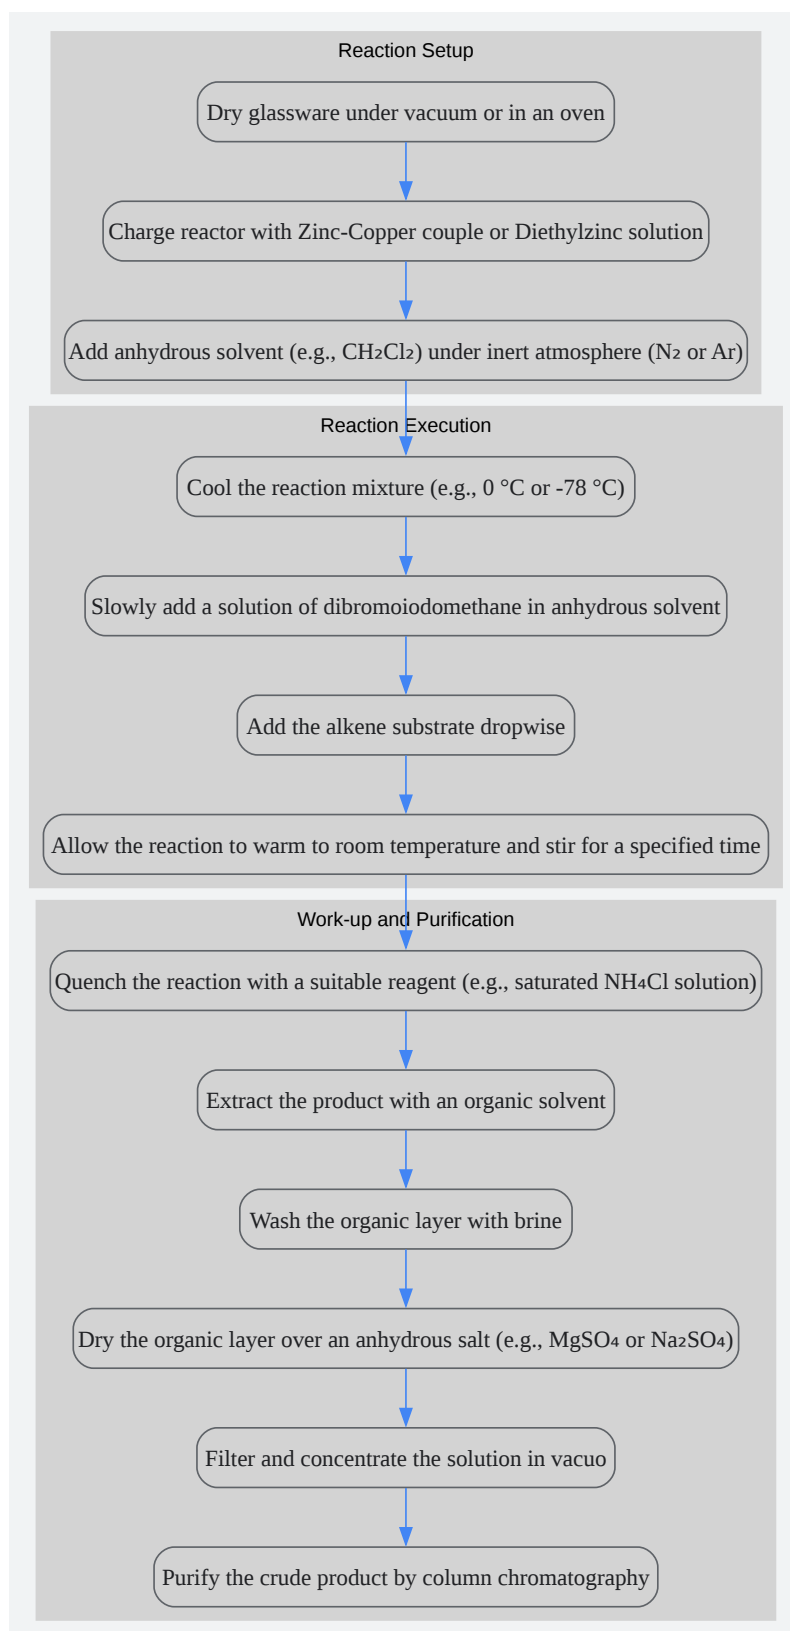 Reaction Setup
Dry glassware under vacuum or in an oven
Charge reactor with Zinc-Copper couple or Diethylzinc solution
Add anhydrous solvent (e.g., CH₂Cl₂) under inert atmosphere (N₂ or Ar)
Reaction Execution
Cool the reaction mixture (e.g., 0 °C or -78 °C)
Slowly add a solution of dibromoiodomethane in anhydrous solvent
Add the alkene substrate dropwise
Allow the reaction to warm to room temperature and stir for a specified time
Work-up and Purification
Quench the reaction with a suitable reagent (e.g., saturated NH₄Cl solution)
Extract the product with an organic solvent
Wash the organic layer with brine
Dry the organic layer over an anhydrous salt (e.g., MgSO₄ or Na₂SO₄)
Filter and concentrate the solution in vacuo
Purify the crude product by column chromatography